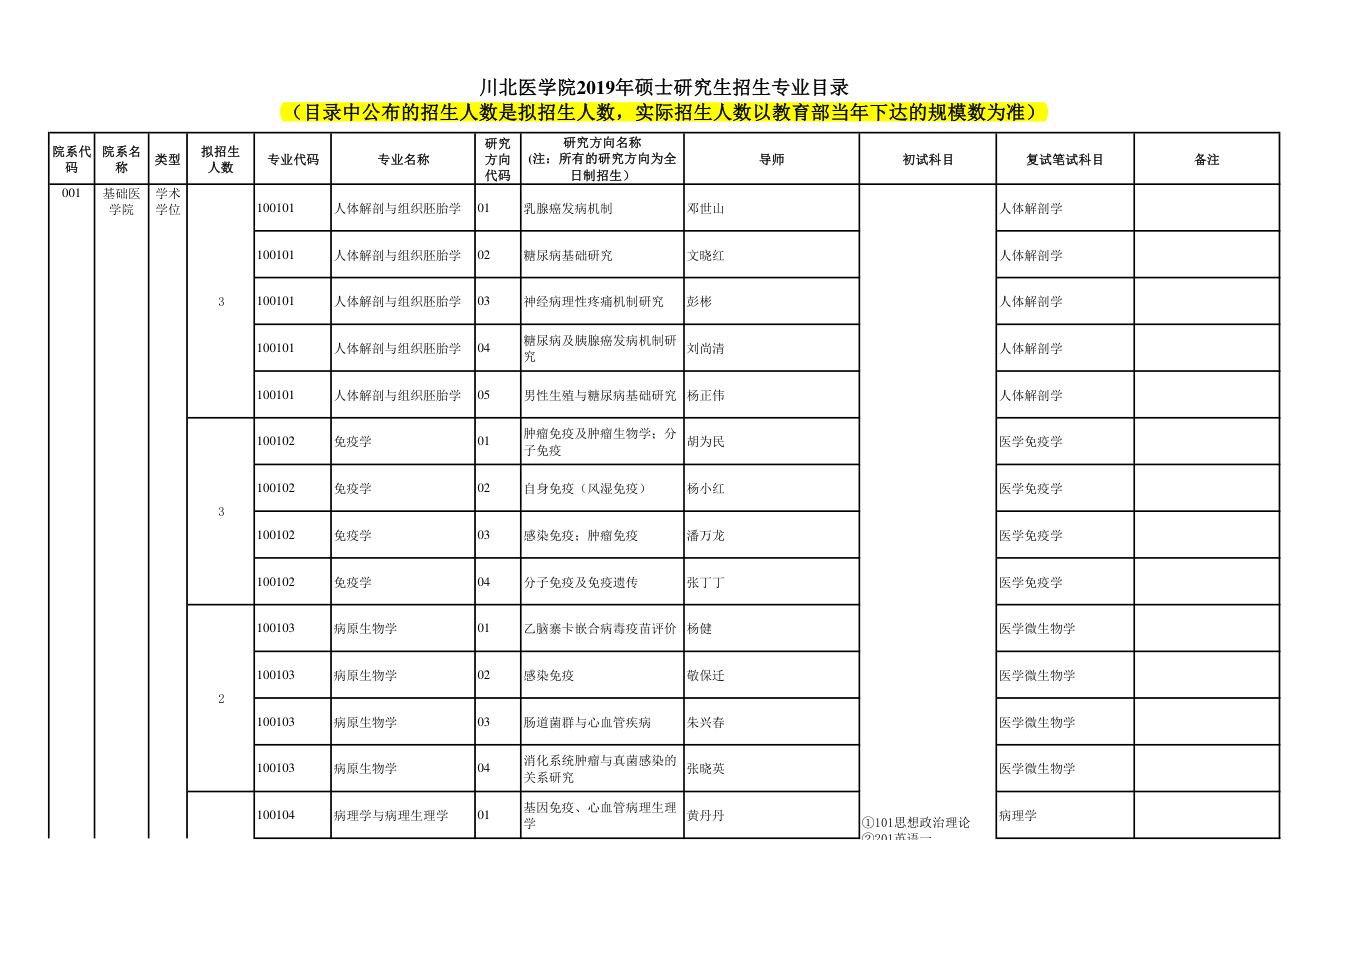 川北医学院2019年硕士研究生招生专业目录
（目录中公布的招生人数是拟招生人数，实际招生人数以教育部当年下达的规模数为准）
院系代码 院系名称 类型 拟招生人数 专业代码 专业名称 研究方向代码 研究方向名称(注：所有的研究方向为全日制招生） 导师 初试科目 复试笔试科目 备注
001 基础医学院 学术学位
3
100101 人体解剖与组织胚胎学 01 乳腺癌发病机制 邓世山 人体解剖学
100101 人体解剖与组织胚胎学 02 糖尿病基础研究 文晓红 人体解剖学
100101 人体解剖与组织胚胎学 03 神经病理性疼痛机制研究 彭彬 人体解剖学
100101 人体解剖与组织胚胎学 04 糖尿病及胰腺癌发病机制研究 刘尚清 人体解剖学
100101 人体解剖与组织胚胎学 05 男性生殖与糖尿病基础研究 杨正伟 人体解剖学
3
100102 免疫学 01 肿瘤免疫及肿瘤生物学；分子免疫 胡为民 医学免疫学
100102 免疫学 02 自身免疫（风湿免疫） 杨小红 医学免疫学
100102 免疫学 03 感染免疫；肿瘤免疫 潘万龙 医学免疫学
100102 免疫学 04 分子免疫及免疫遗传 张丁丁 医学免疫学
2
100103 病原生物学 01 乙脑寨卡嵌合病毒疫苗评价 杨健 医学微生物学
100103 病原生物学 02 感染免疫 敬保迁 医学微生物学
100103 病原生物学 03 肠道菌群与心血管疾病 朱兴春 医学微生物学
100103 病原生物学 04 消化系统肿瘤与真菌感染的关系研究 张晓英 医学微生物学
100104 病理学与病理生理学 01 基因免疫、心血管病理生理学 黄丹丹 病理学
①101思想政治理论
②201英语一